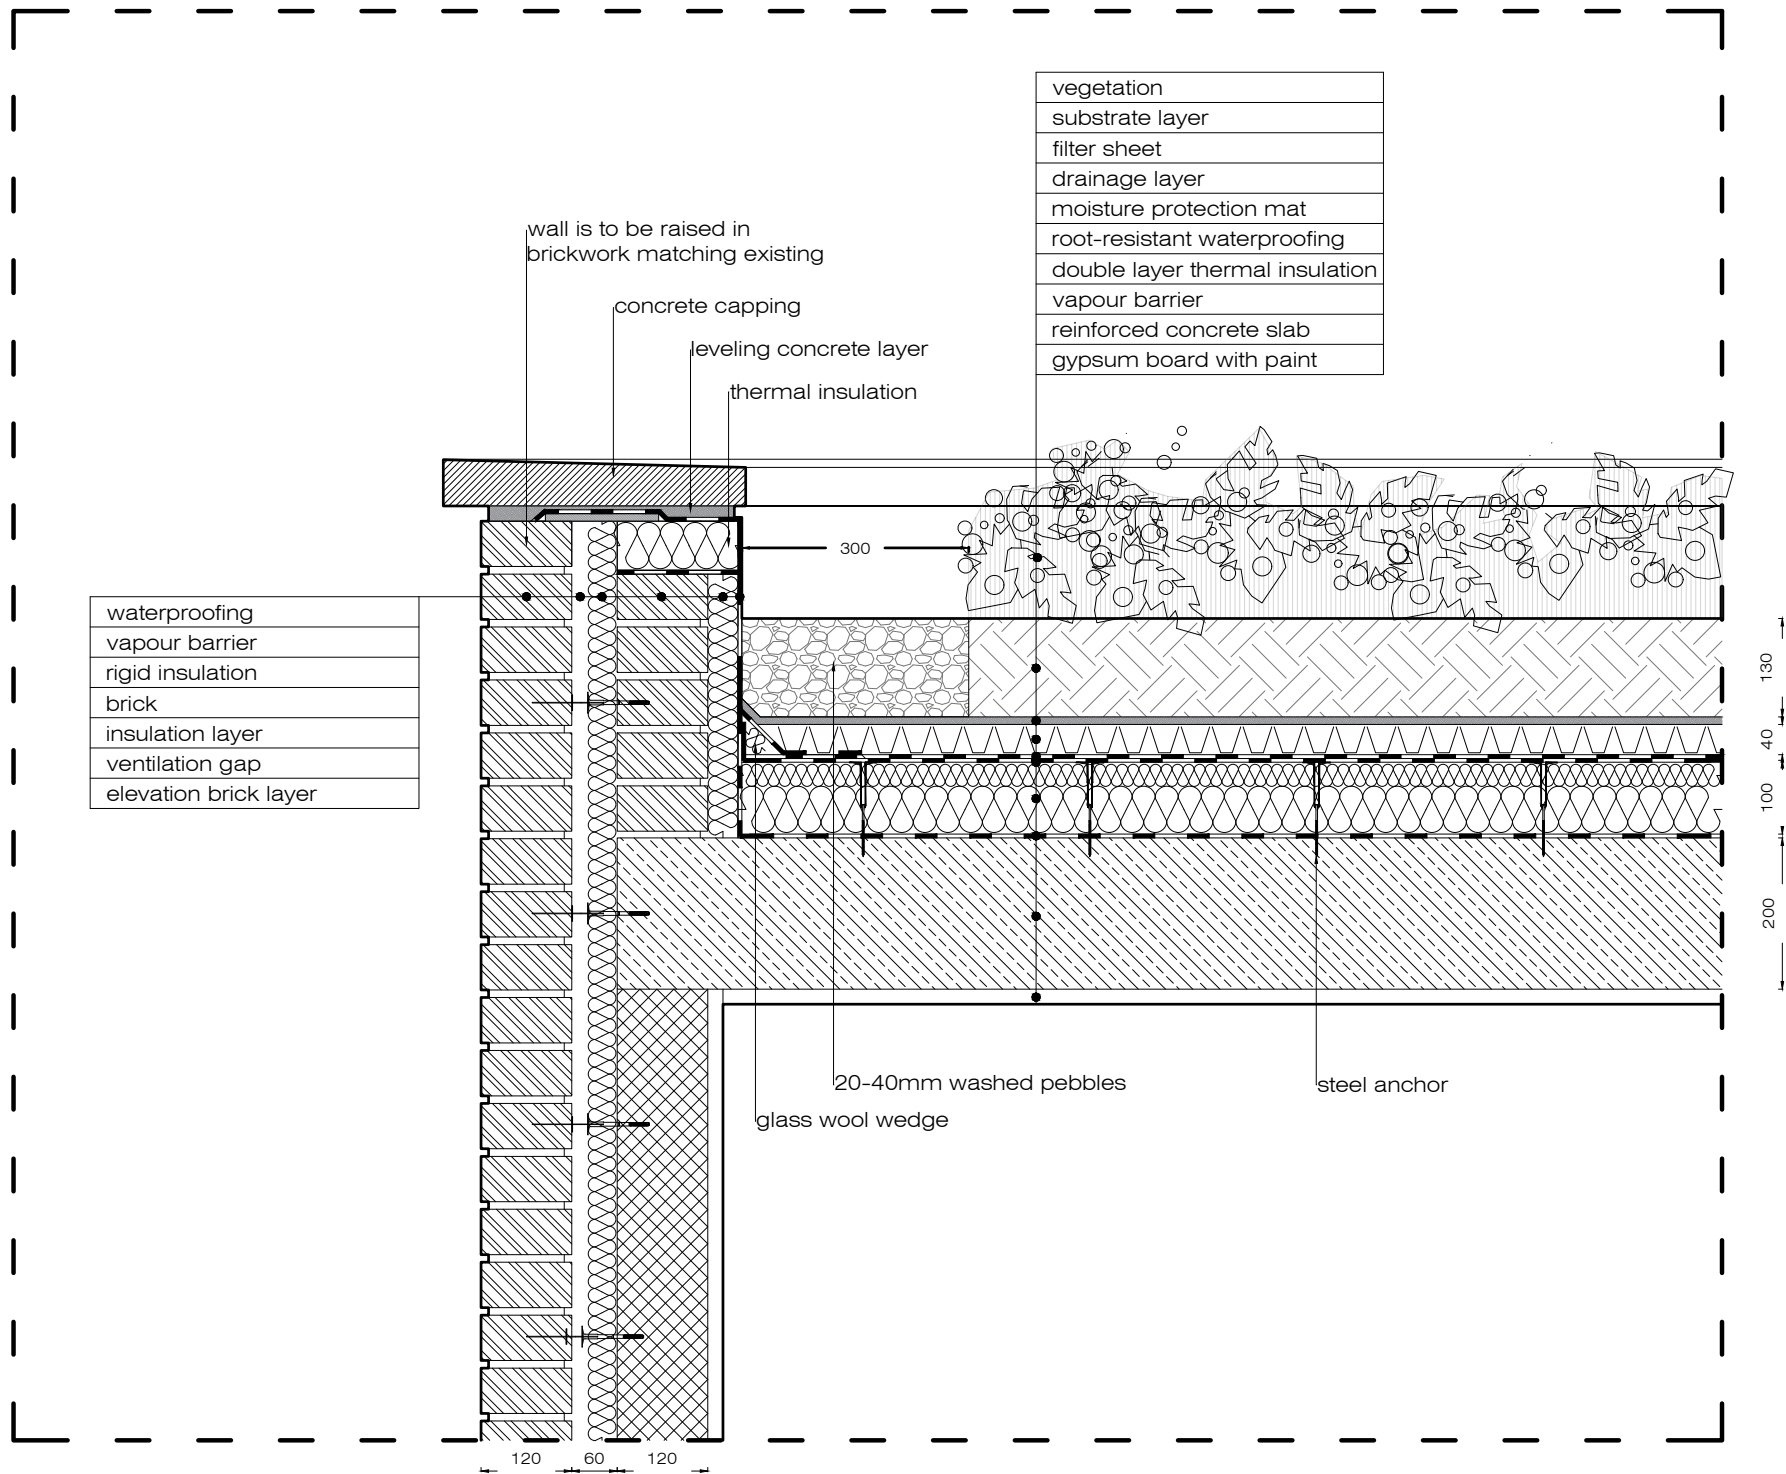 vegetation
substrate layer
filter sheet
drainage layer
moisture protection mat
root-resistant waterproofing
double layer thermal insulation
vapour barrier
reinforced concrete slab
gypsum board with paint
wall is to be raised in
brickwork matching existing
concrete capping
leveling concrete layer
thermal insulation
300
waterproofing
vapour barrier
rigid insulation
brick
insulation layer
ventilation gap
elevation brick layer
130
40
100
200
20-40mm washed pebbles
steel anchor
glass wool wedge
120
60
120